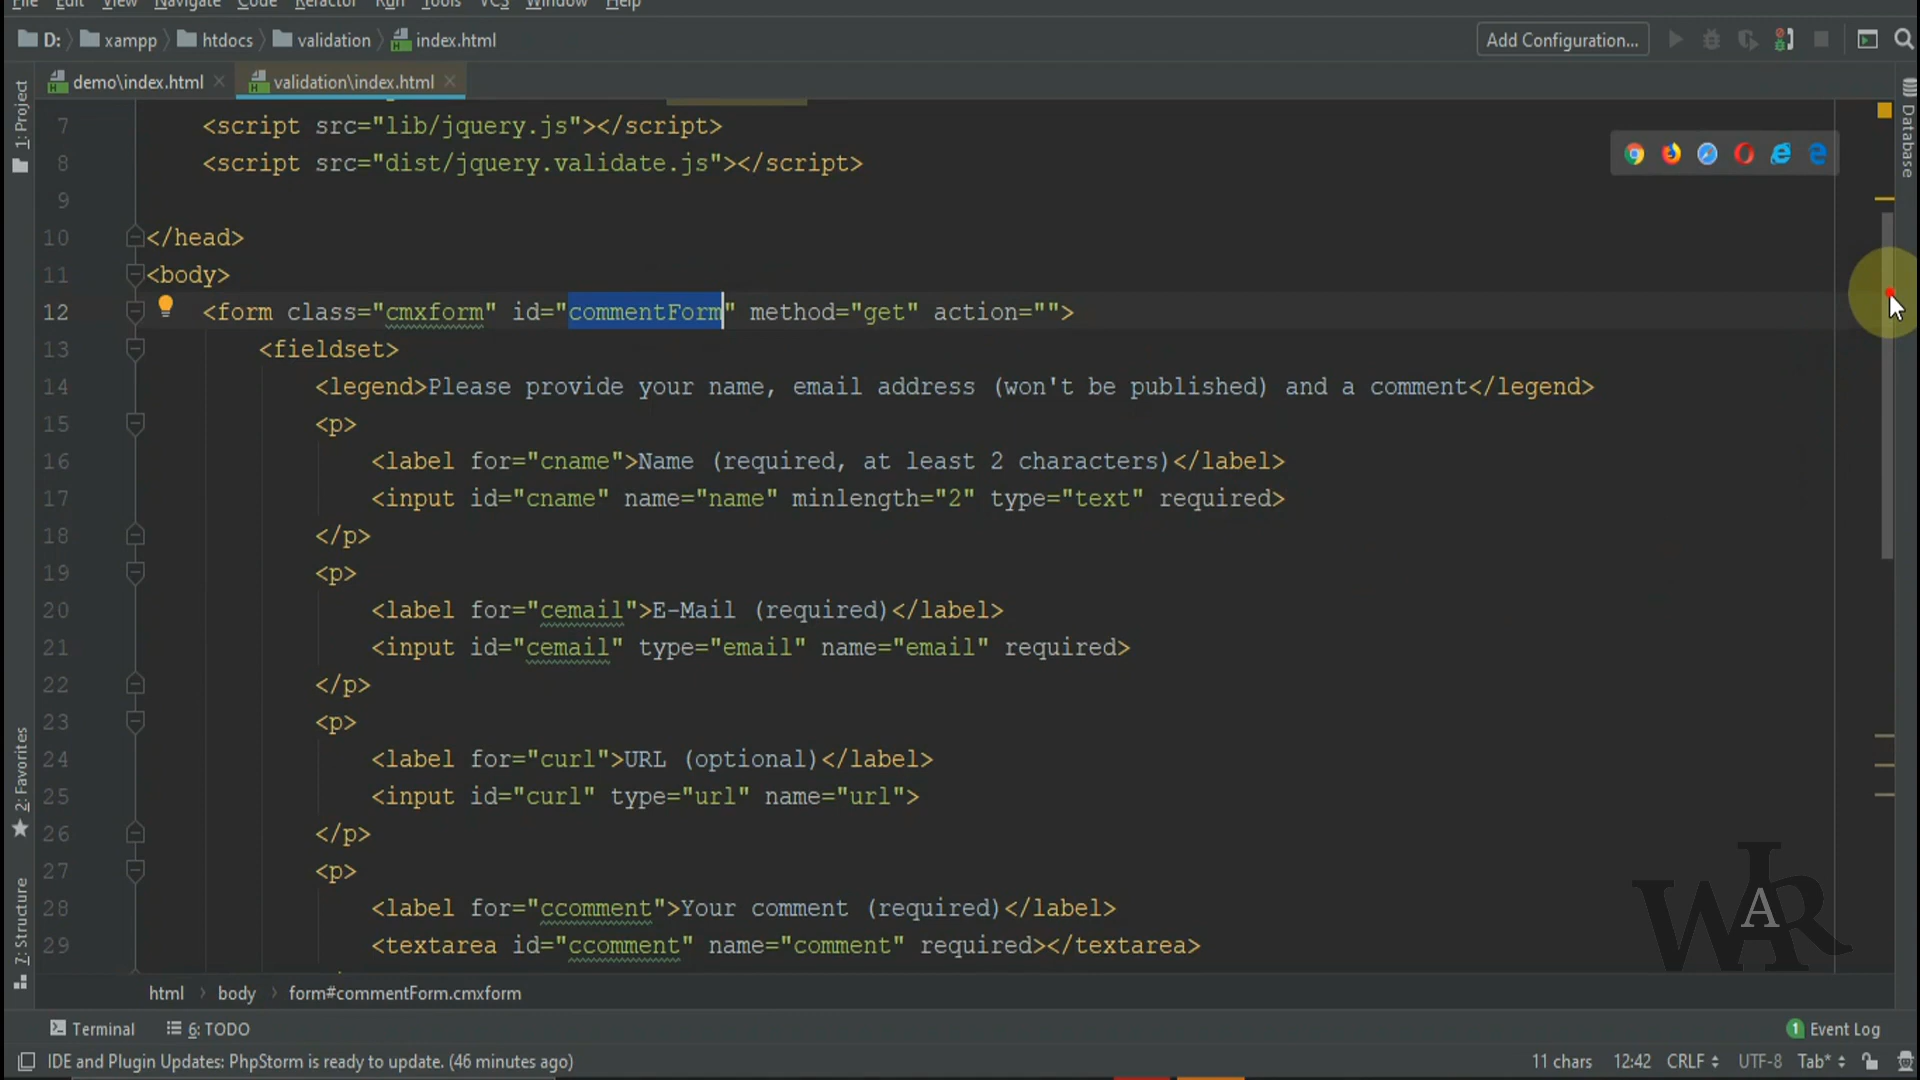 File Edit View Navigate Code Refactor Run Tools VCS Window Help
D: xampp htdocs validation index.html
Add Configuration...
demo\index.html
validation\index.html
1: Project
Database
7 <script src="lib/jquery.js"></script>
8 <script src="dist/jquery.validate.js"></script>
9
10 </head>
11 <body>
12 <form class="cmxform" id="commentForm" method="get" action="">
13 <fieldset>
14 <legend>Please provide your name, email address (won't be published) and a comment</legend>
15 <p>
16 <label for="cname">Name (required, at least 2 characters)</label>
17 <input id="cname" name="name" minlength="2" type="text" required>
18 </p>
19 <p>
20 <label for="cemail">E-Mail (required)</label>
21 <input id="cemail" type="email" name="email" required>
22 </p>
23 <p>
24 <label for="curl">URL (optional)</label>
25 <input id="curl" type="url" name="url">
26 </p>
27 <p>
28 <label for="ccomment">Your comment (required)</label>
29 <textarea id="ccomment" name="comment" required></textarea>
2: Favorites
7: Structure
WIAR
html body form#commentForm.cmxform
Terminal 6: TODO
1 Event Log
IDE and Plugin Updates: PhpStorm is ready to update. (46 minutes ago)
11 chars 12:42 CRLF UTF-8 Tab*